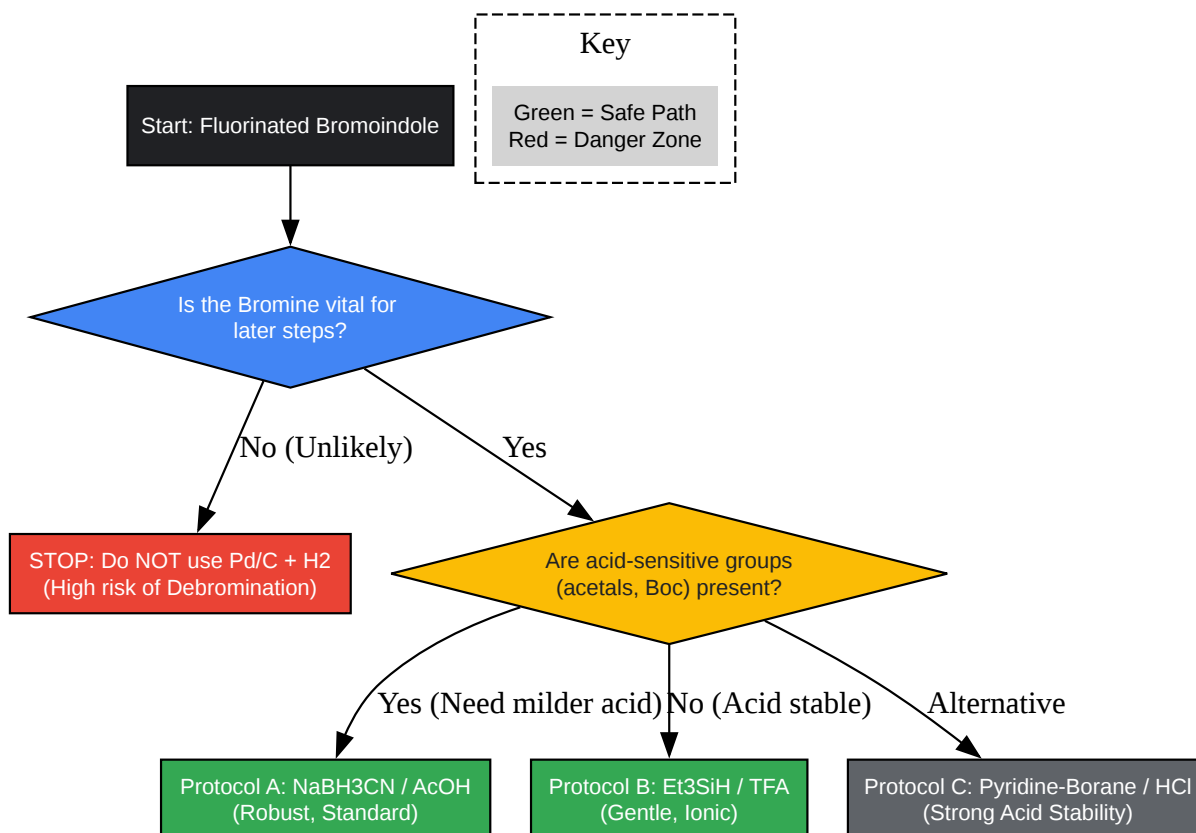 Key
Green = Safe Path
Red = Danger Zone
Start: Fluorinated Bromoindole
Is the Bromine vital for
later steps?
No (Unlikely)
Yes
STOP: Do NOT use Pd/C + H2
(High risk of Debromination)
Are acid-sensitive groups
(acetals, Boc) present?
Yes (Need milder acid)
No (Acid stable)
Alternative
Protocol A: NaBH3CN / AcOH
(Robust, Standard)
Protocol B: Et3SiH / TFA
(Gentle, Ionic)
Protocol C: Pyridine-Borane / HCl
(Strong Acid Stability)